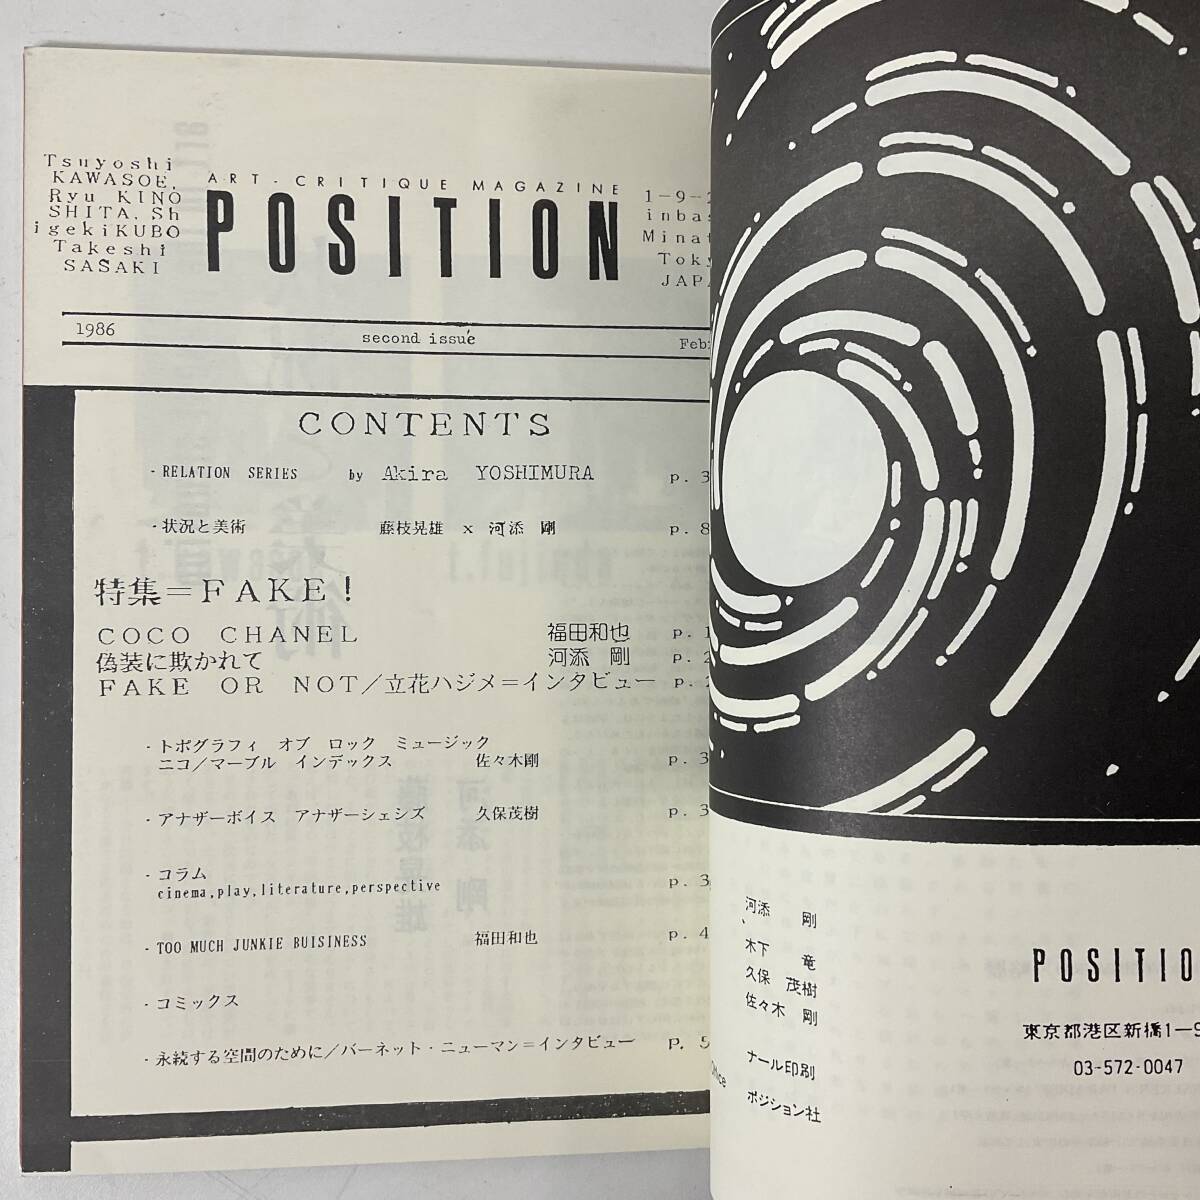 Tsuyoshi
KAWASOE,
Ryu KINO
SHITA, Sh
igekiKUBO
Takeshi
SASAKI
ART-CRITIQUE MAGAZINE
POSITION
1-9-
inbas
Minat
Toky
JAPA
1986
second issue
Feb
CONTENTS
・RELATION SERIES by Akira YOSHIMURA p. 3
・状況と美術 藤枝晃雄 x 河添 剛 p. 8
特集=FAKE!
COCO CHANEL 福田和也 p. 1
偽装に欺かれて 河添 剛 p. 2
FAKE OR NOT/立花ハジメ=インタビュー p. 2
・トポグラフィ オブ ロック ミュージック
ニコ/マーブル インデックス 佐々木剛 p. 3
・アナザーボイス アナザーシェシズ 久保茂樹 p. 3
・コラム
cinema,play,literature,perspective p. 3
・TOO MUCH JUNKIE BUISINESS 福田和也 p. 4
・コミックス
・永続する空間のために/バーネット・ニューマン=インタビュー p. 5
河添 剛
木下 竜
久保 茂樹
佐々木 剛
ナール印刷
ポジション社
POSITIO
東京都港区新橋1-9
03-572-0047